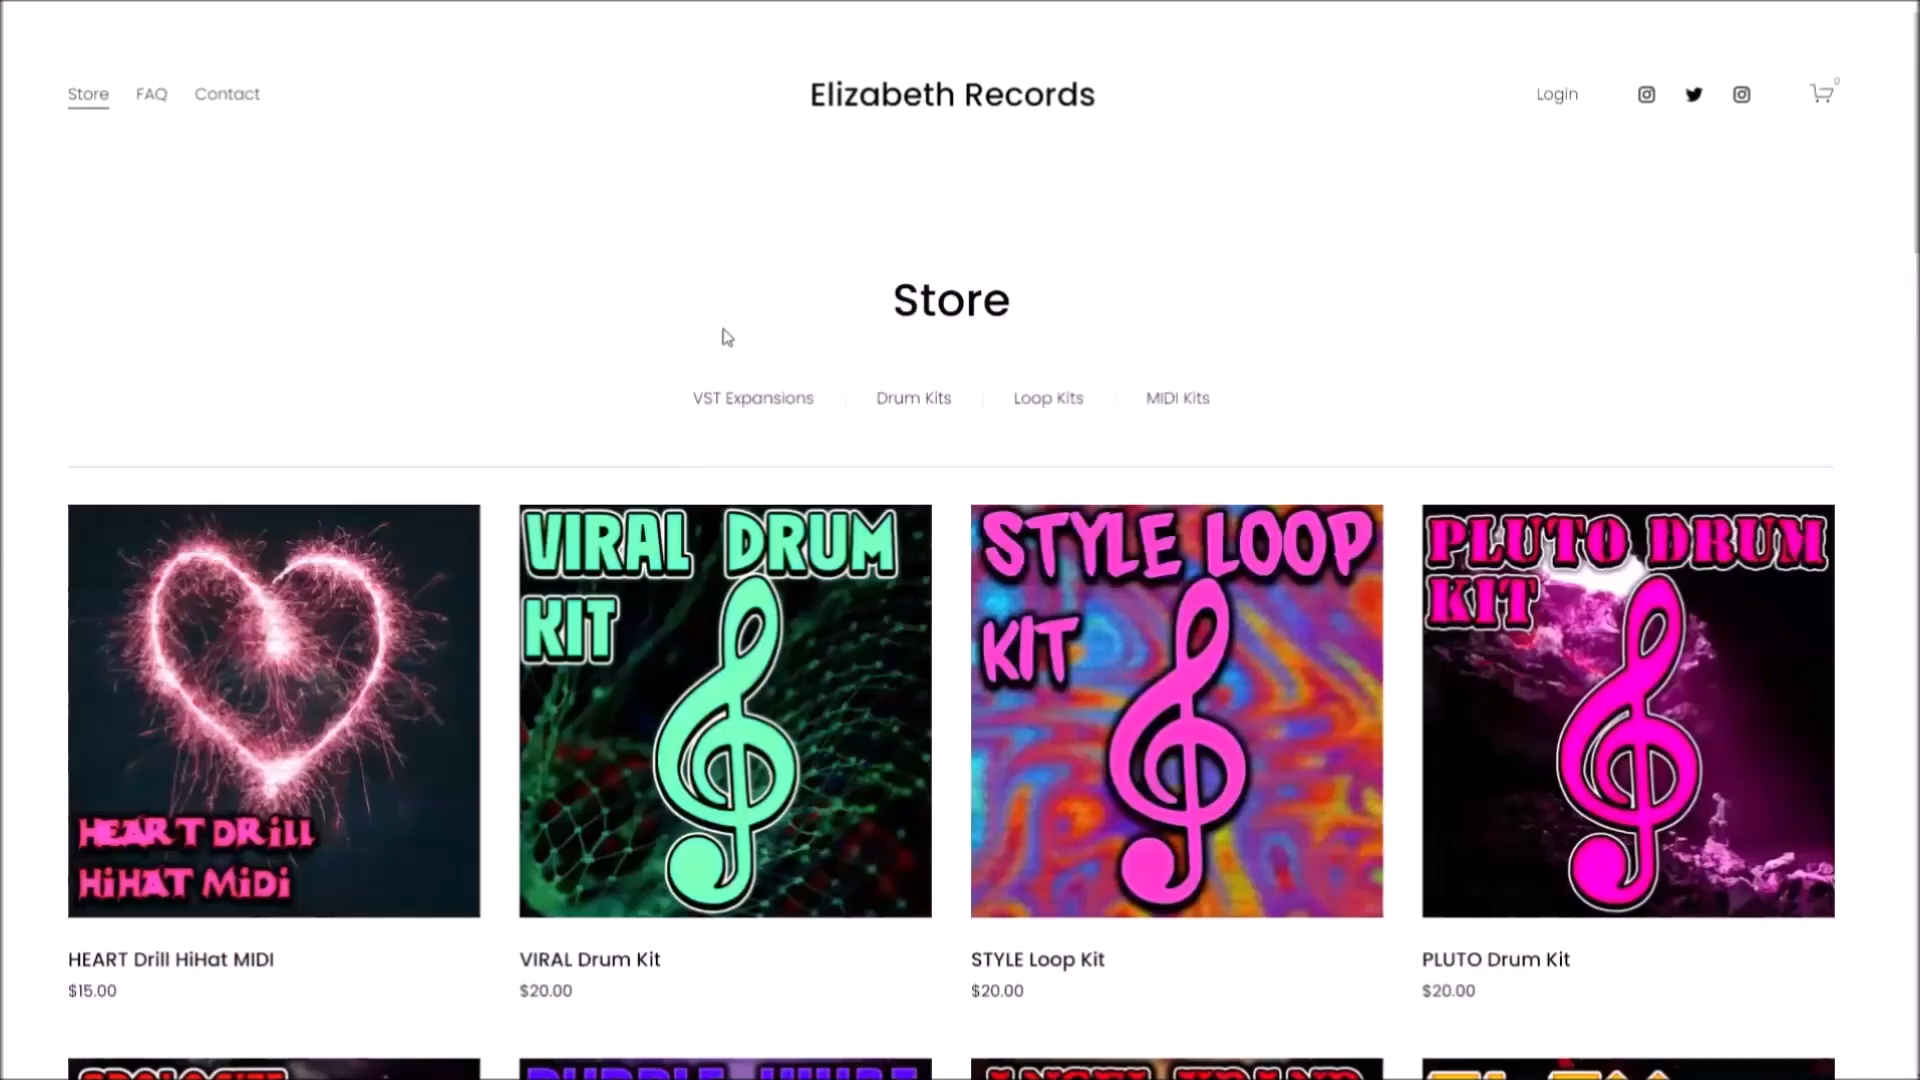 Store FAQ Contact Elizabeth Records Login 0
Store
VST Expansions Drum Kits Loop Kits MIDI Kits
HEART DRiLL
HiHAT MiDi
VIRAL DRUM
KIT
STYLE LOOP
KIT
PLUTO DRUM
KIT
HEART Drill HiHat MIDI
$15.00
VIRAL Drum Kit
$20.00
STYLE Loop Kit
$20.00
PLUTO Drum Kit
$20.00